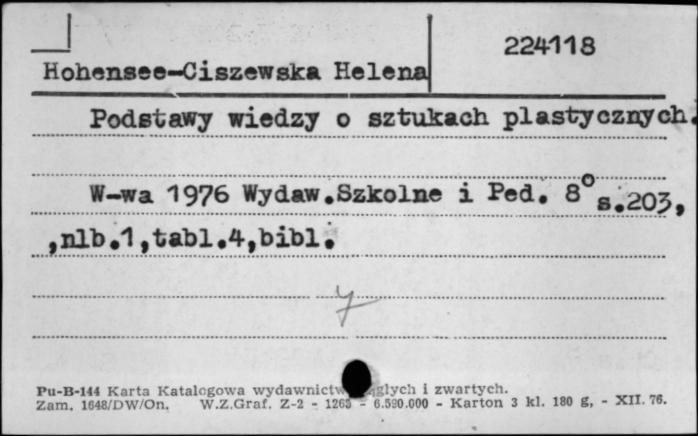 224118
Hohensee-Ciszewska Helena
Podstawy wiedzy o sztukach plastycznych.
W-wa 1976 Wydaw.Szkolne i Ped. 8° s.203,
,nlb.1,tabl.4,bibl.
7
Pu-B-144 Karta Katalogowa wydawnictw i zwartych.
Zam. 1648/DW/On. W.Z.Graf. Z-2 - 1265 - 6.590.000 - Karton 3 kl. 180 g, - XII. 76.